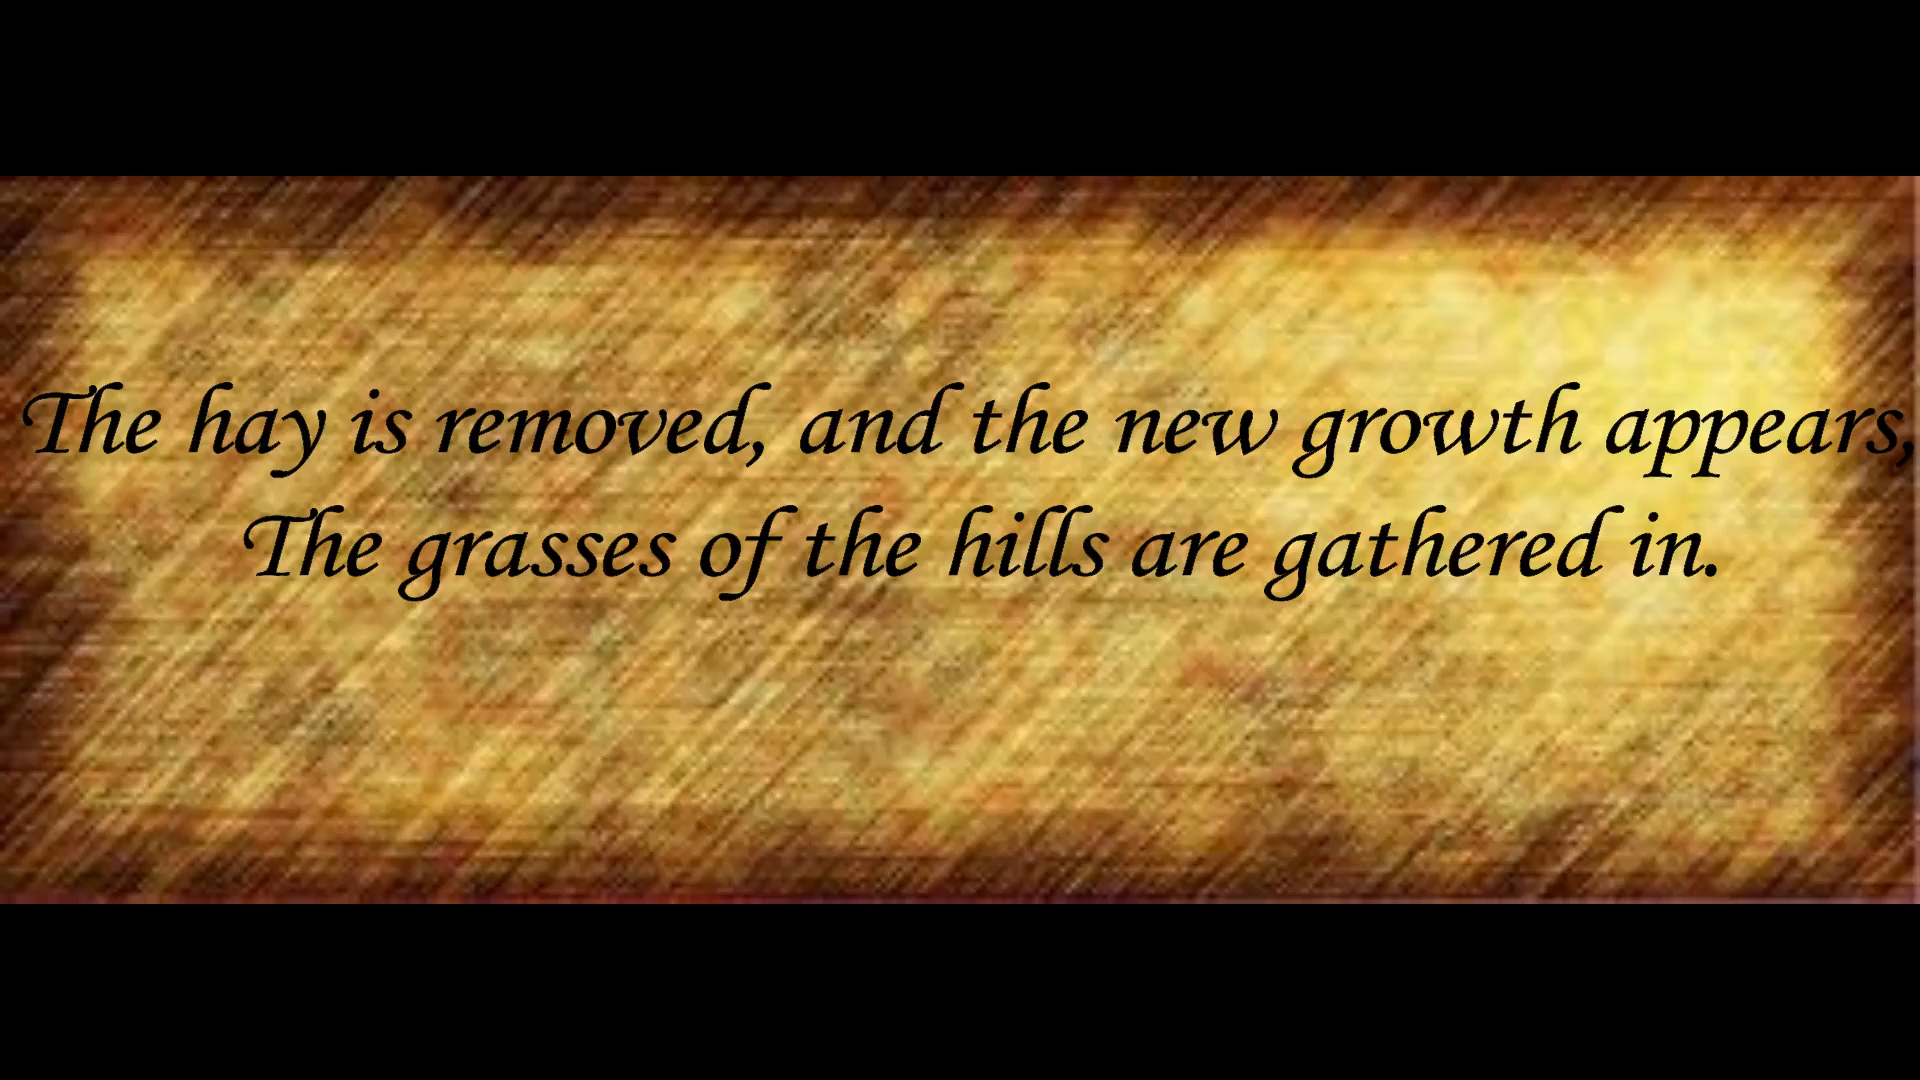 The hay is removed, and the new growth appears,
The grasses of the hills are gathered in.